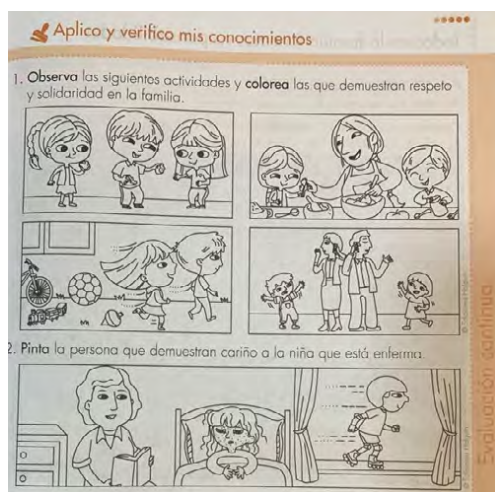 Aplico y verifico mis conocimientos
1. Observa las siguientes actividades y colorea las que demuestran respeto
y solidaridad en la familia.
2. Pinta la persona que demuestran cariño a la niña que está enferma.
Evaluación continua